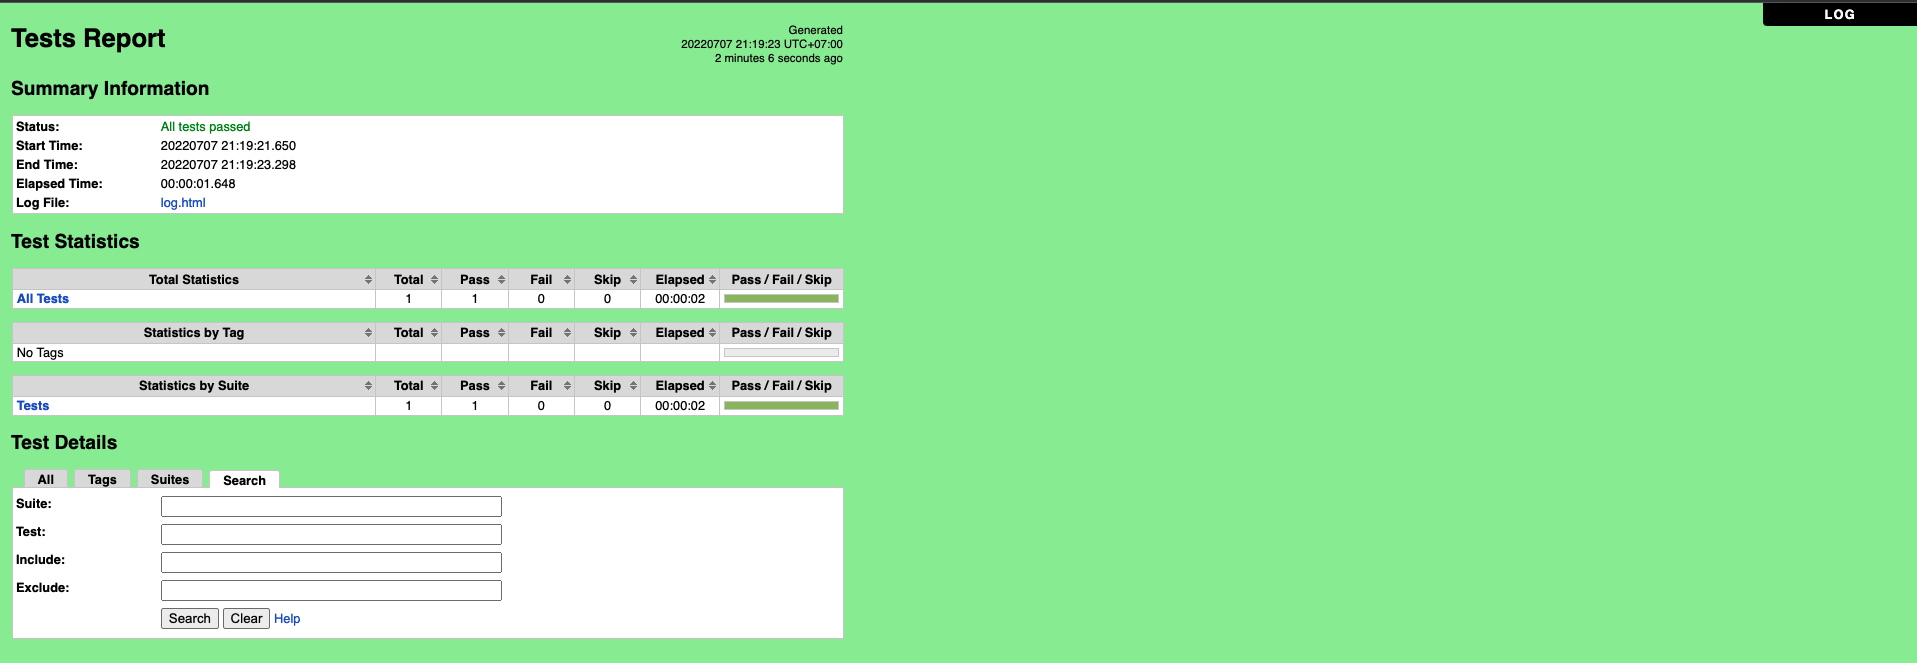 LOG
Tests Report
Generated
20220707 21:19:23 UTC+07:00
2 minutes 6 seconds ago
Summary Information
Status: All tests passed
Start Time: 20220707 21:19:21.650
End Time: 20220707 21:19:23.298
Elapsed Time: 00:00:01.648
Log File: log.html
Test Statistics
Total Statistics Total Pass Fail Skip Elapsed Pass / Fail / Skip
All Tests 1 1 0 0 00:00:02
Statistics by Tag Total Pass Fail Skip Elapsed Pass / Fail / Skip
No Tags
Statistics by Suite Total Pass Fail Skip Elapsed Pass / Fail / Skip
Tests 1 1 0 0 00:00:02
Test Details
All Tags Suites Search
Suite:
Test:
Include:
Exclude:
Search Clear Help